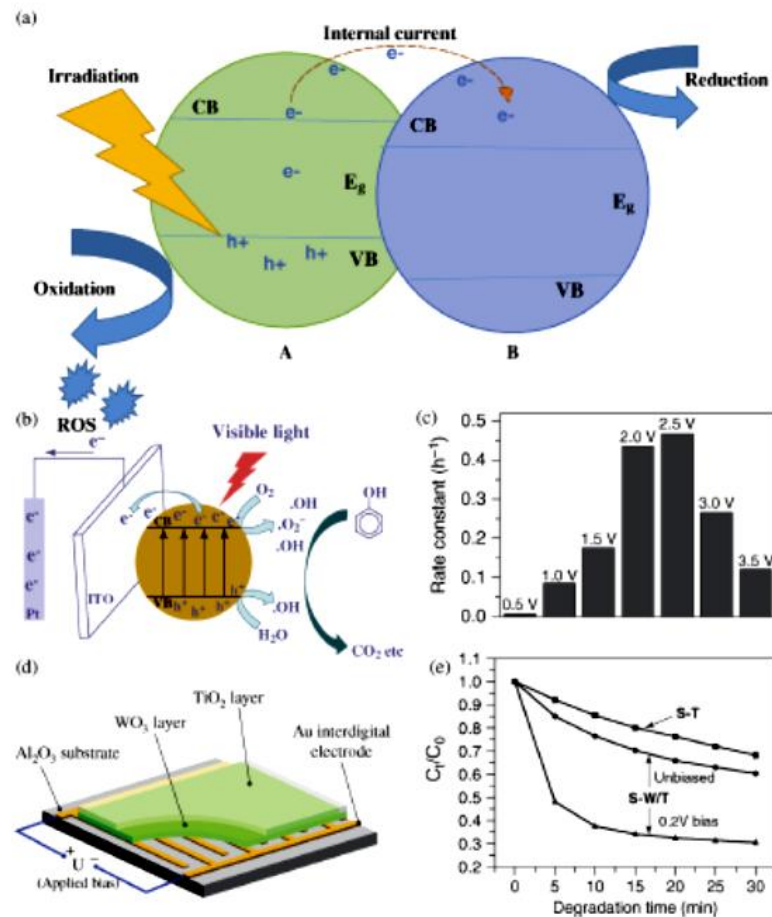 (a)
Internal current
e-
e-
e-
Irradiation
Reduction
CB
e-
e-
CB
e-
E_g
E_g
h+
h+
h+
VB
Oxidation
VB
A
B
ROS
(b)
Visible light
e⁻
O₂
.OH
OH
e⁻
e⁻
e⁻
e⁻
e⁻
e⁻
CB
.O₂⁻
.OH
e⁻
e⁻
e⁻
Pt
ITO
VB
h⁺
h⁺
h⁺
h⁺
.OH
H₂O
CO₂ etc
(c)
Rate constant (h⁻¹)
0.5
0.4
0.3
0.2
0.1
0.0
0.5 V
1.0 V
1.5 V
2.0 V
2.5 V
3.0 V
3.5 V
(d)
TiO₂ layer
WO₃ layer
Al₂O₃ substrate
Au interdigital
electrode
+ U −
(Applied bias)
(e)
C_t/C_0
1.1
1.0
0.9
0.8
0.7
0.6
0.5
0.4
0.3
0.2
S-T
Unbiased
S-W/T
0.2V bias
0 5 10 15 20 25 30
Degradation time (min)